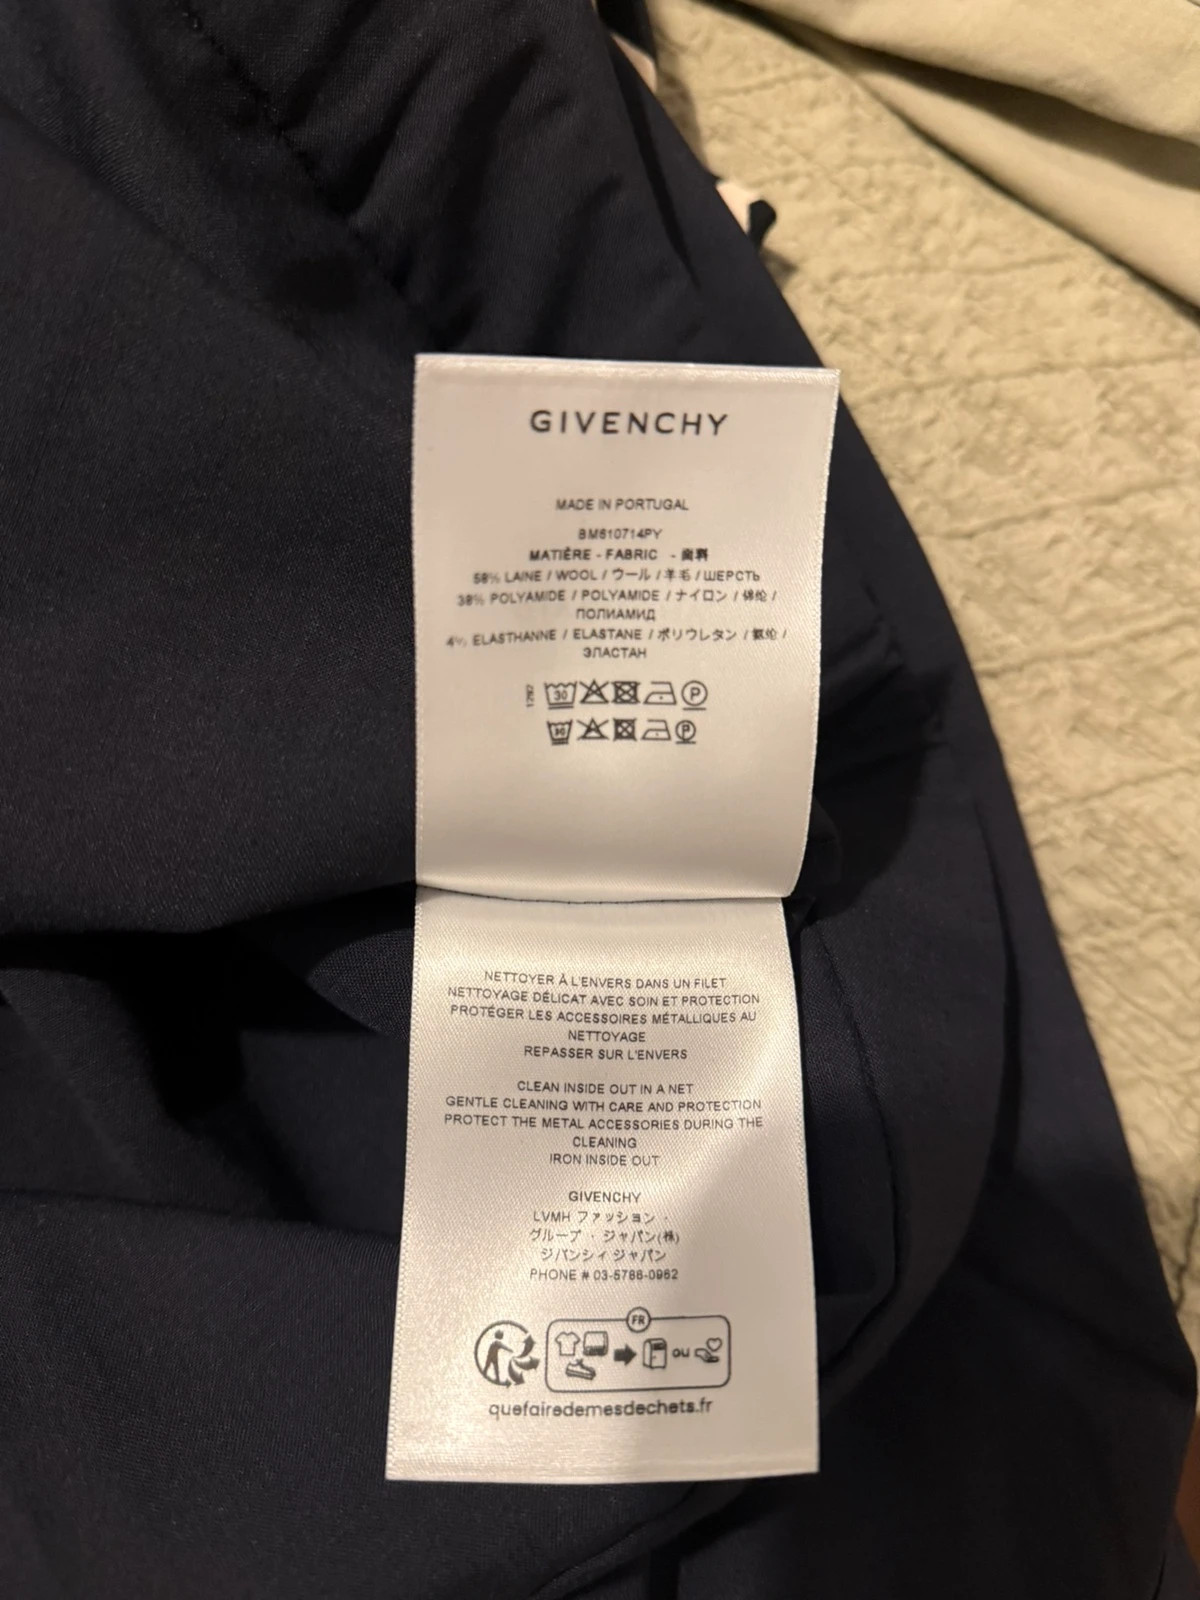 GIVENCHY
MADE IN PORTUGAL
BM510714PY
MATIÈRE - FABRIC - 面料
58% LAINE / WOOL / ウール / 羊毛 / ШЕРСТЬ
38% POLYAMIDE / POLYAMIDE / ナイロン / 锦纶 /
ПОЛИАМИД
4% ELASTHANNE / ELASTANE / ポリウレタン / 氨纶 /
ЭЛАСТАН
1297
30 P
30 P
NETTOYER À L'ENVERS DANS UN FILET
NETTOYAGE DÉLICAT AVEC SOIN ET PROTECTION
PROTÉGER LES ACCESSOIRES MÉTALLIQUES AU
NETTOYAGE
REPASSER SUR L'ENVERS
CLEAN INSIDE OUT IN A NET
GENTLE CLEANING WITH CARE AND PROTECTION
PROTECT THE METAL ACCESSORIES DURING THE
CLEANING
IRON INSIDE OUT
GIVENCHY
LVMH ファッション ·
グループ · ジャパン(株)
ジバンシィ ジャパン
PHONE # 03-5786-0962
FR
ou
quefairedemesdechets.fr